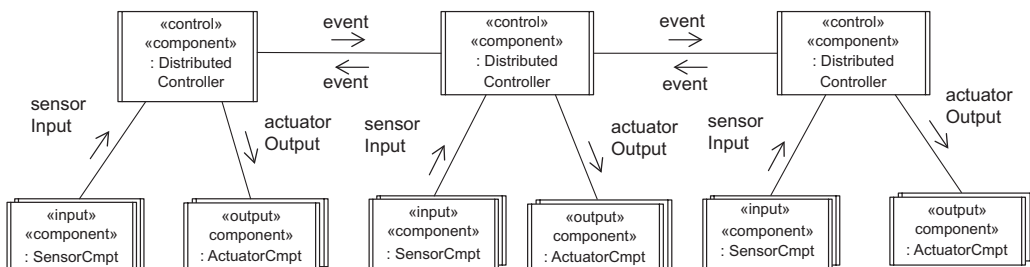 «control»
«component»
: Distributed
Controller
event
event
«control»
«component»
: Distributed
Controller
event
event
«control»
«component»
: Distributed
Controller
sensor
Input
actuator
Output
sensor
Input
actuator
Output
sensor
Input
actuator
Output
«input»
«component»
: SensorCmpt
«output»
component»
: ActuatorCmpt
«input»
«component»
: SensorCmpt
«output»
component»
: ActuatorCmpt
«input»
«component»
: SensorCmpt
«output»
component»
: ActuatorCmpt